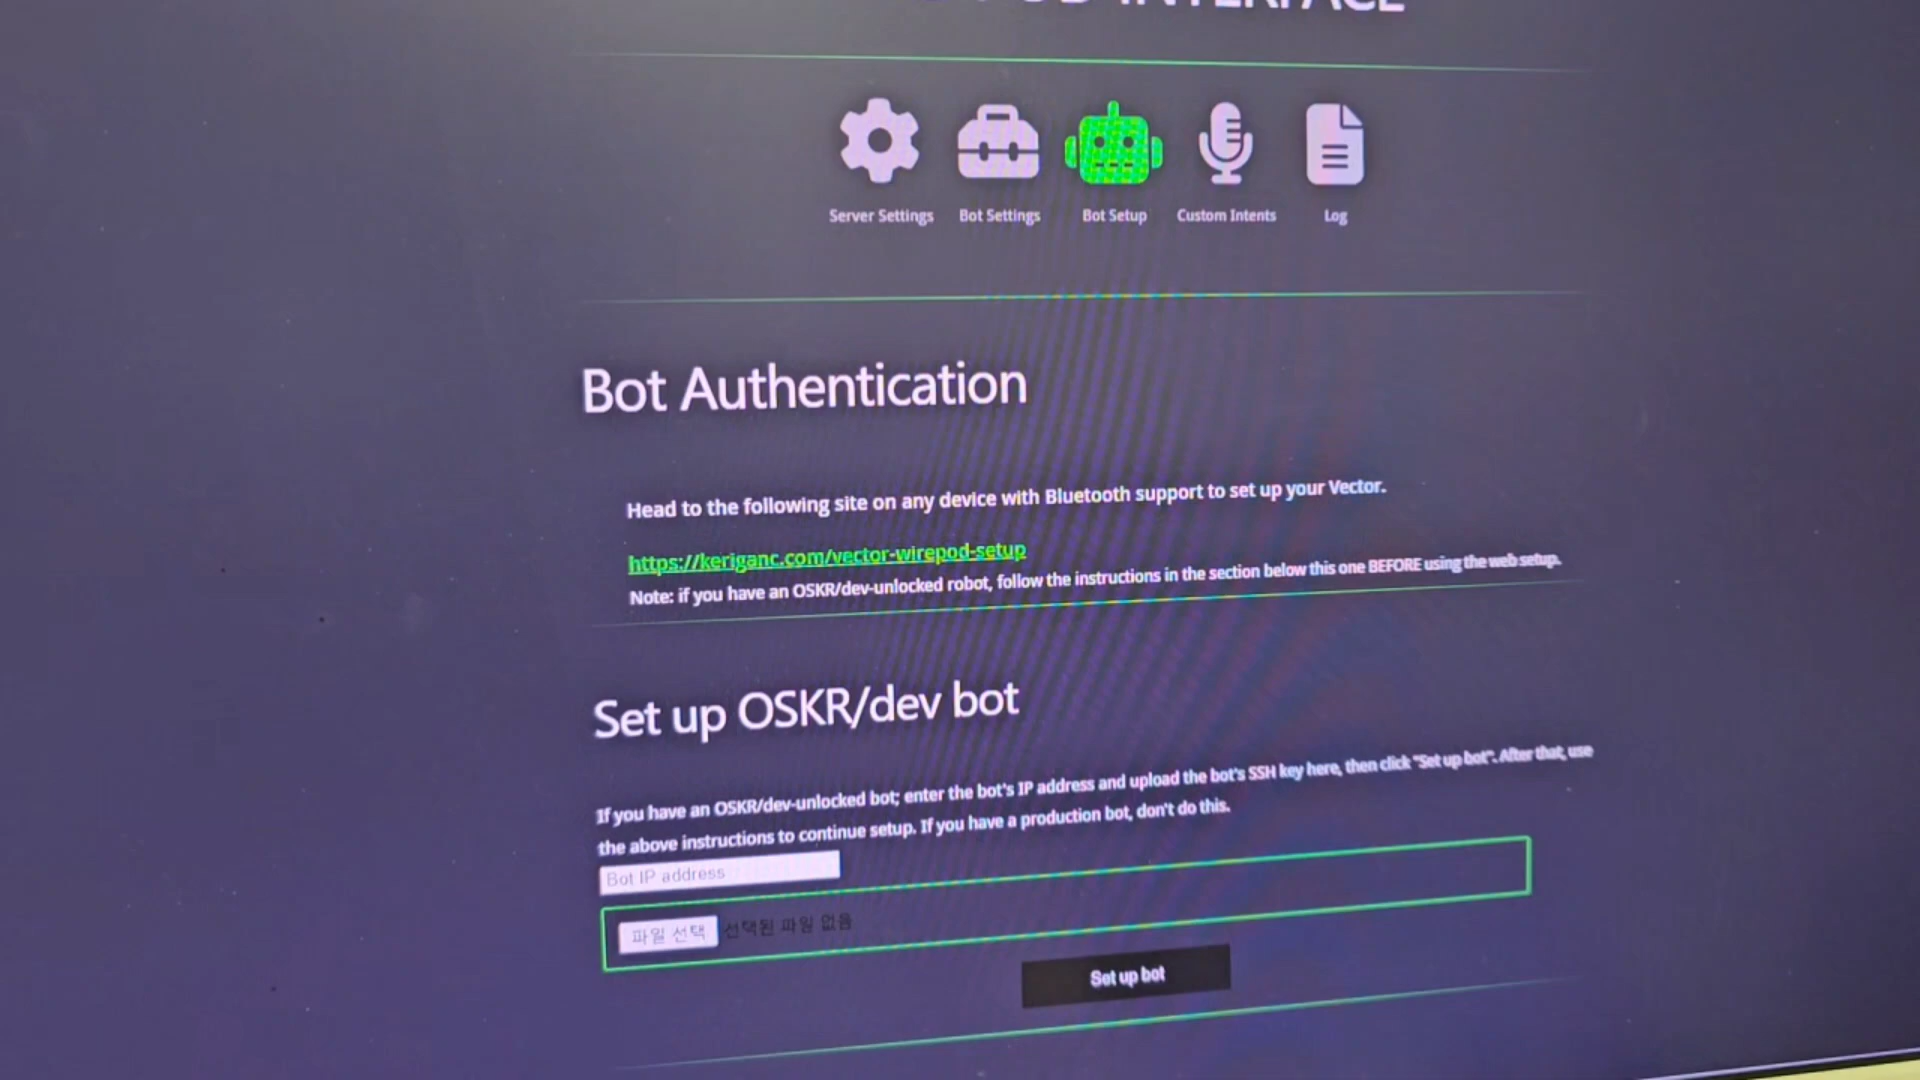 INTERFACE
Server Settings
Bot Settings
Bot Setup
Custom Intents
Log
Bot Authentication
Head to the following site on any device with Bluetooth support to set up your Vector.
https://keriganc.com/vector-wirepod-setup
Note: if you have an OSKR/dev-unlocked robot, follow the instructions in the section below this one BEFORE using the web setup.
Set up OSKR/dev bot
If you have an OSKR/dev-unlocked bot; enter the bot's IP address and upload the bot's SSH key here, then click "Set up bot". After that, use
the above instructions to continue setup. If you have a production bot, don't do this.
Bot IP address
파일 선택 선택된 파일 없음
Set up bot